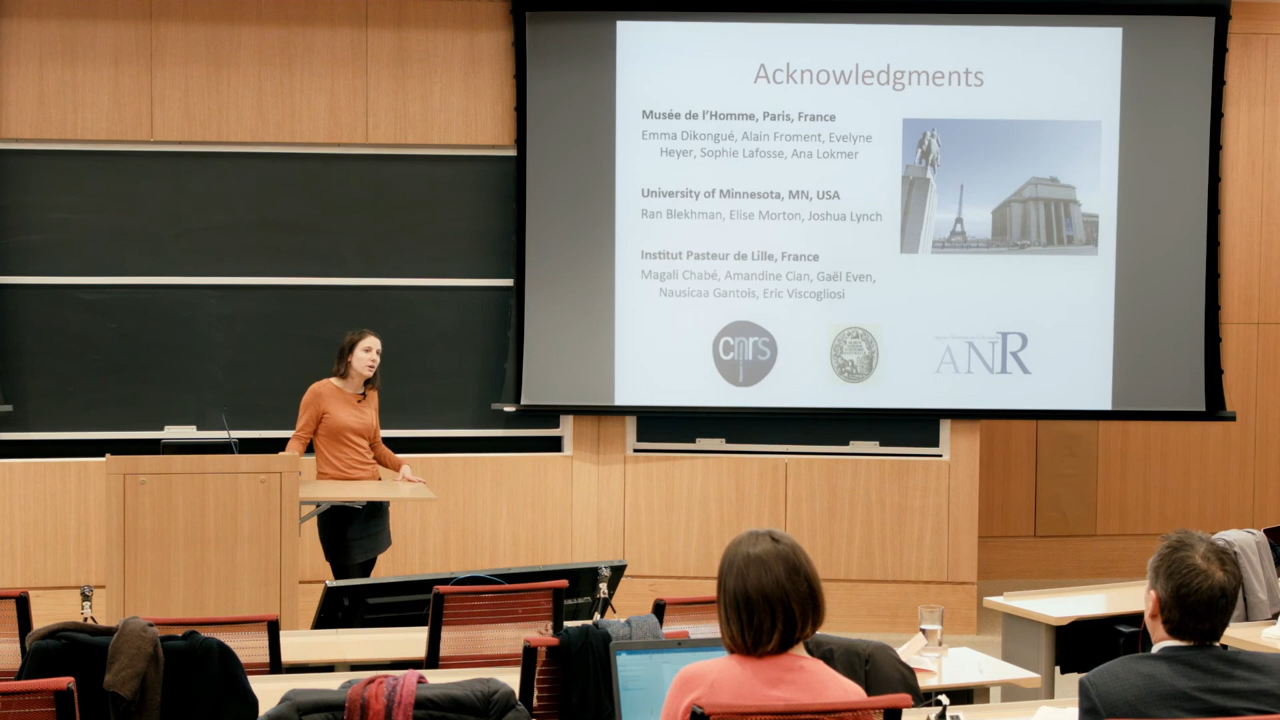 Acknowledgments
Musée de l'Homme, Paris, France
Emma Dikongué, Alain Froment, Evelyne
Heyer, Sophie Lafosse, Ana Lokmer
University of Minnesota, MN, USA
Ran Blekhman, Elise Morton, Joshua Lynch
Institut Pasteur de Lille, France
Magali Chabé, Amandine Cian, Gaël Even,
Nausicaa Gantois, Eric Viscogliosi
cnrs
ANR